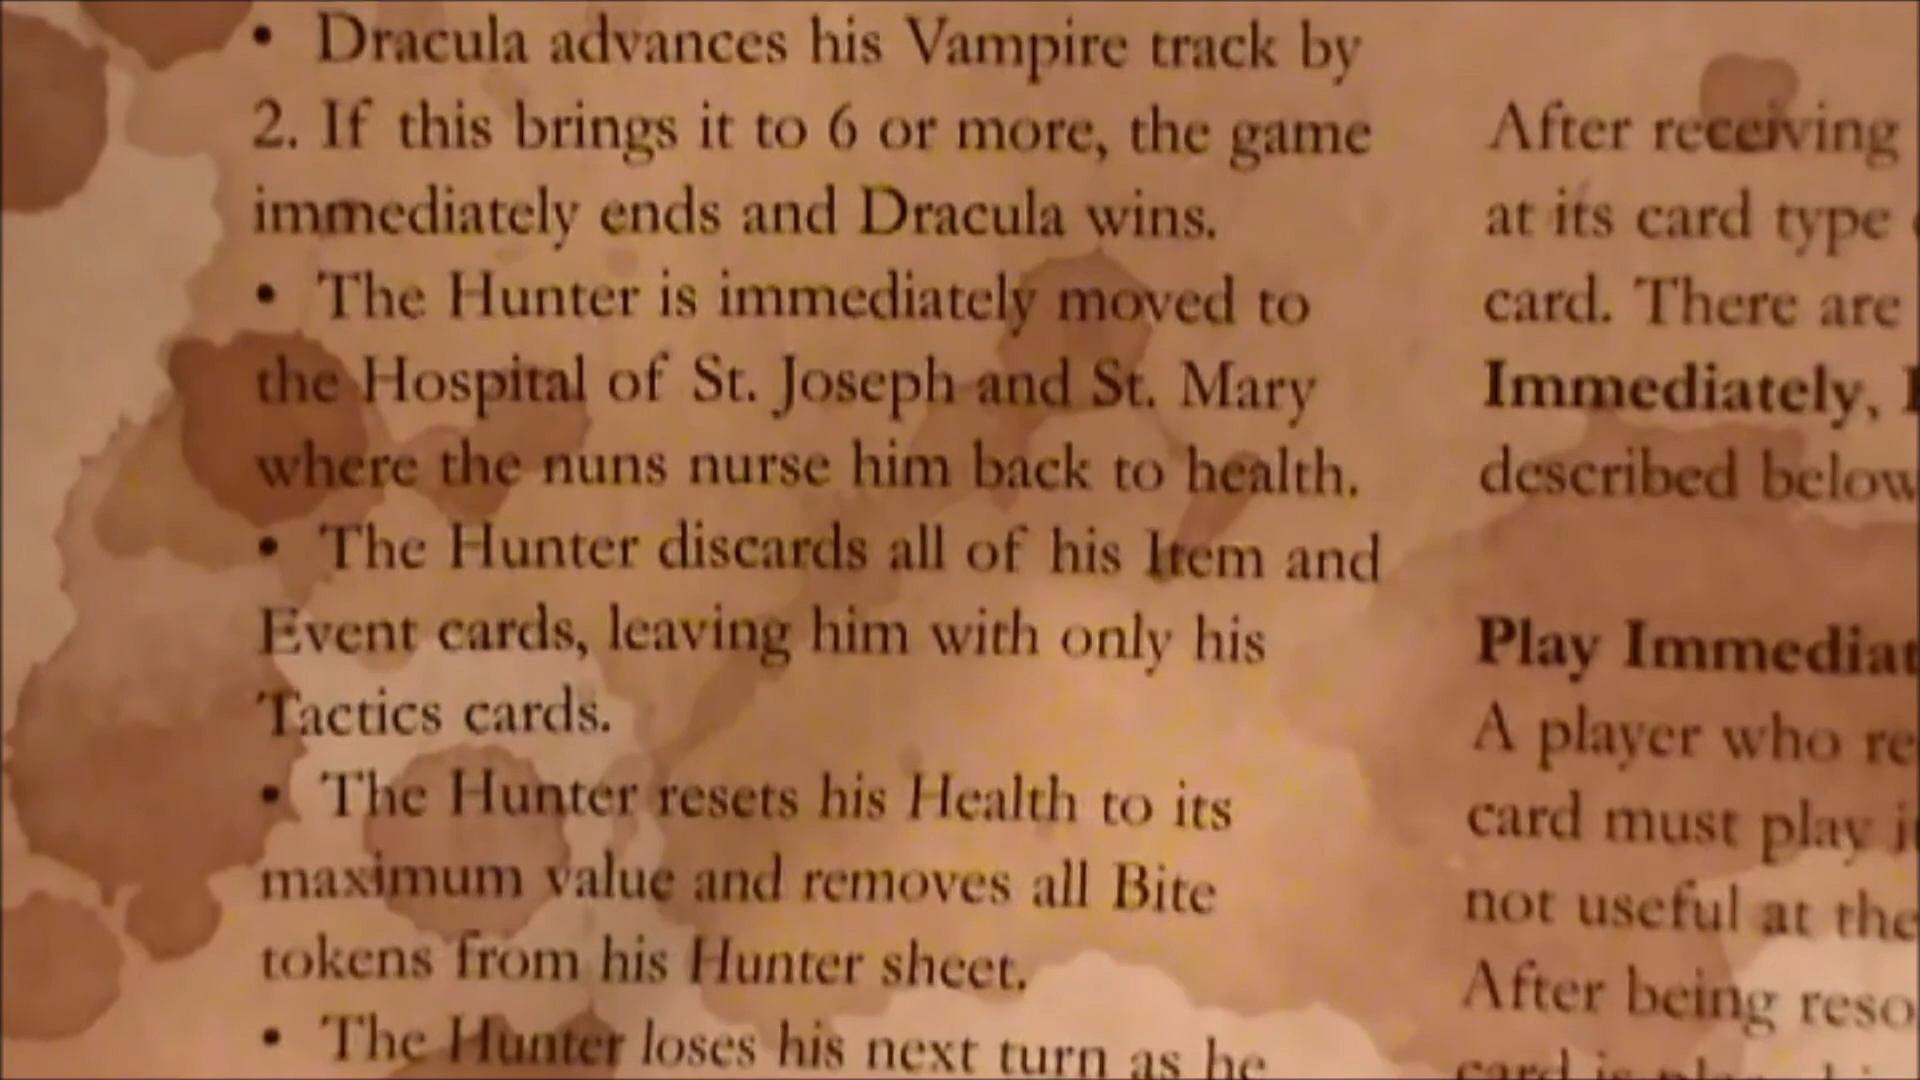 • Dracula advances his Vampire track by
2. If this brings it to 6 or more, the game
immediately ends and Dracula wins.
• The Hunter is immediately moved to
the Hospital of St. Joseph and St. Mary
where the nuns nurse him back to health.
• The Hunter discards all of his Item and
Event cards, leaving him with only his
Tactics cards.
• The Hunter resets his Health to its
maximum value and removes all Bite
tokens from his Hunter sheet.
• The Hunter loses his next turn as he
After receiving
at its card type
card. There are
Immediately,
described below
Play
A player who
card must play
not useful at the
After being
card is